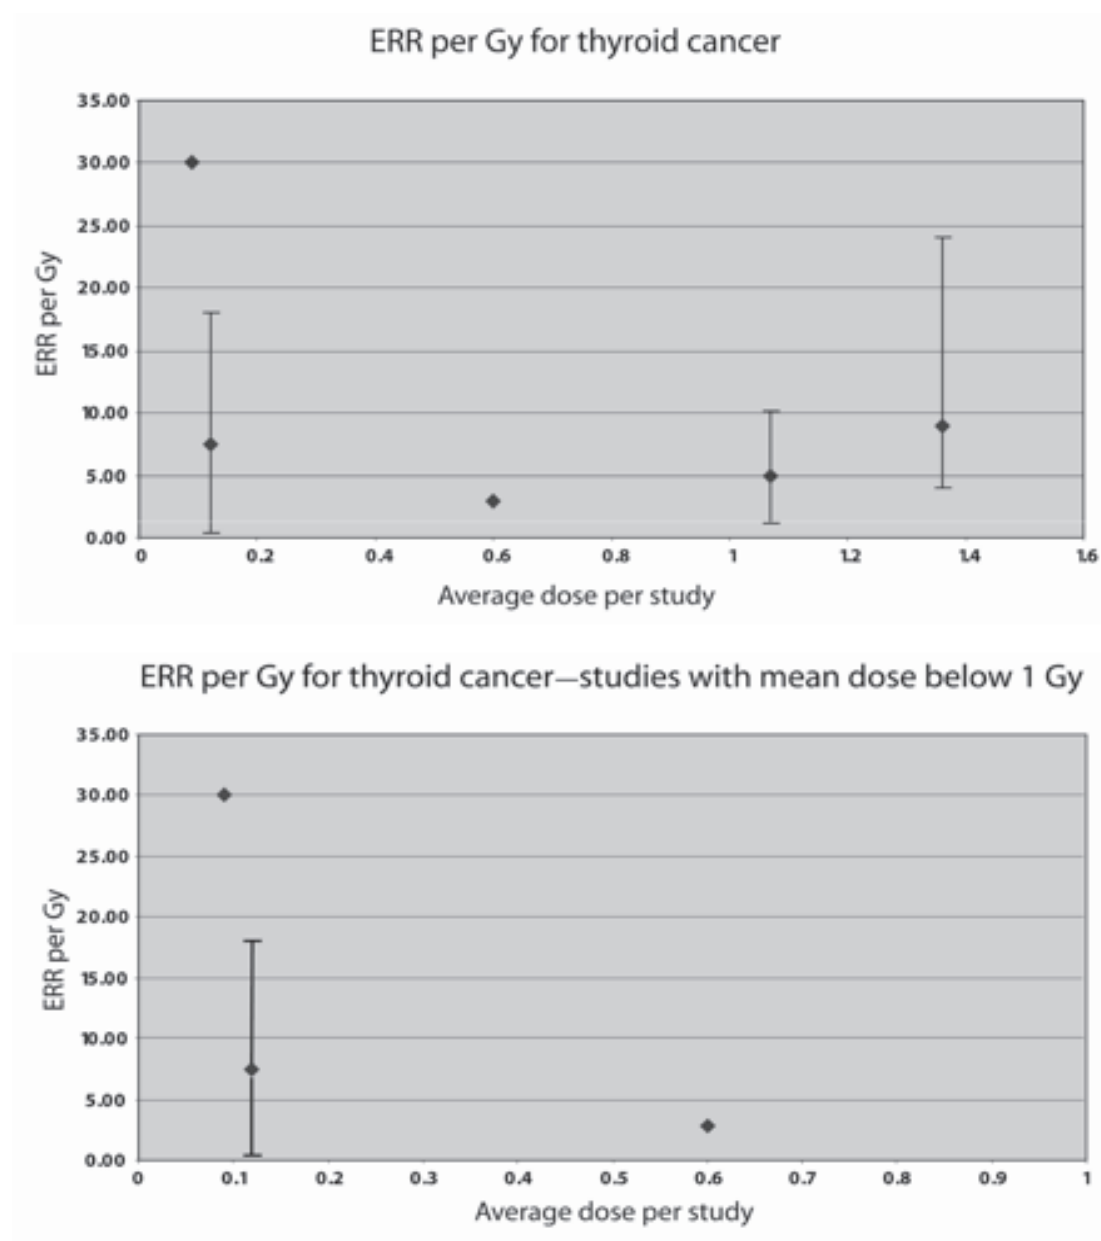 ERR per Gy for thyroid cancer
35.00
30.00
25.00
20.00
15.00
10.00
5.00
0.00
ERR per Gy
0 0.2 0.4 0.6 0.8 1 1.2 1.4 1.6
Average dose per study
ERR per Gy for thyroid cancer—studies with mean dose below 1 Gy
35.00
30.00
25.00
20.00
15.00
10.00
5.00
0.00
ERR per Gy
0 0.1 0.2 0.3 0.4 0.5 0.6 0.7 0.8 0.9 1
Average dose per study